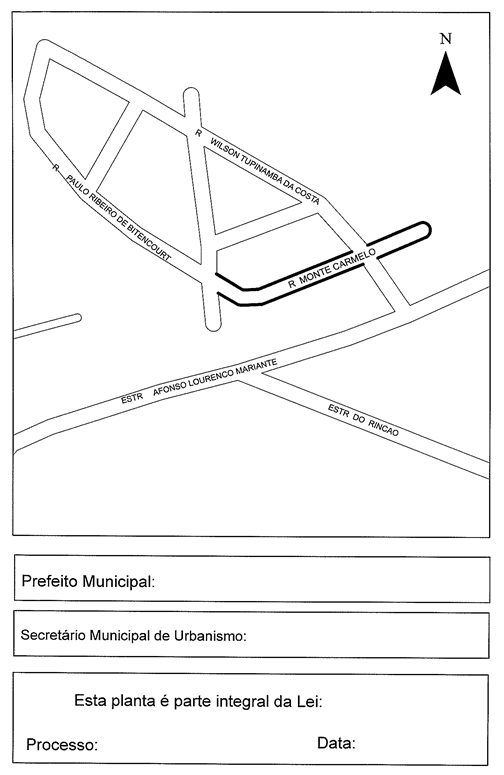 N
R WILSON TUPINAMBA DA COSTA
R PAULO RIBEIRO DE BITENCOURT
R MONTE CARMELO
ESTR AFONSO LOURENCO MARIANTE
ESTR DO RINCAO
Prefeito Municipal:
Secretário Municipal de Urbanismo:
Esta planta é parte integral da Lei:
Processo:
Data: